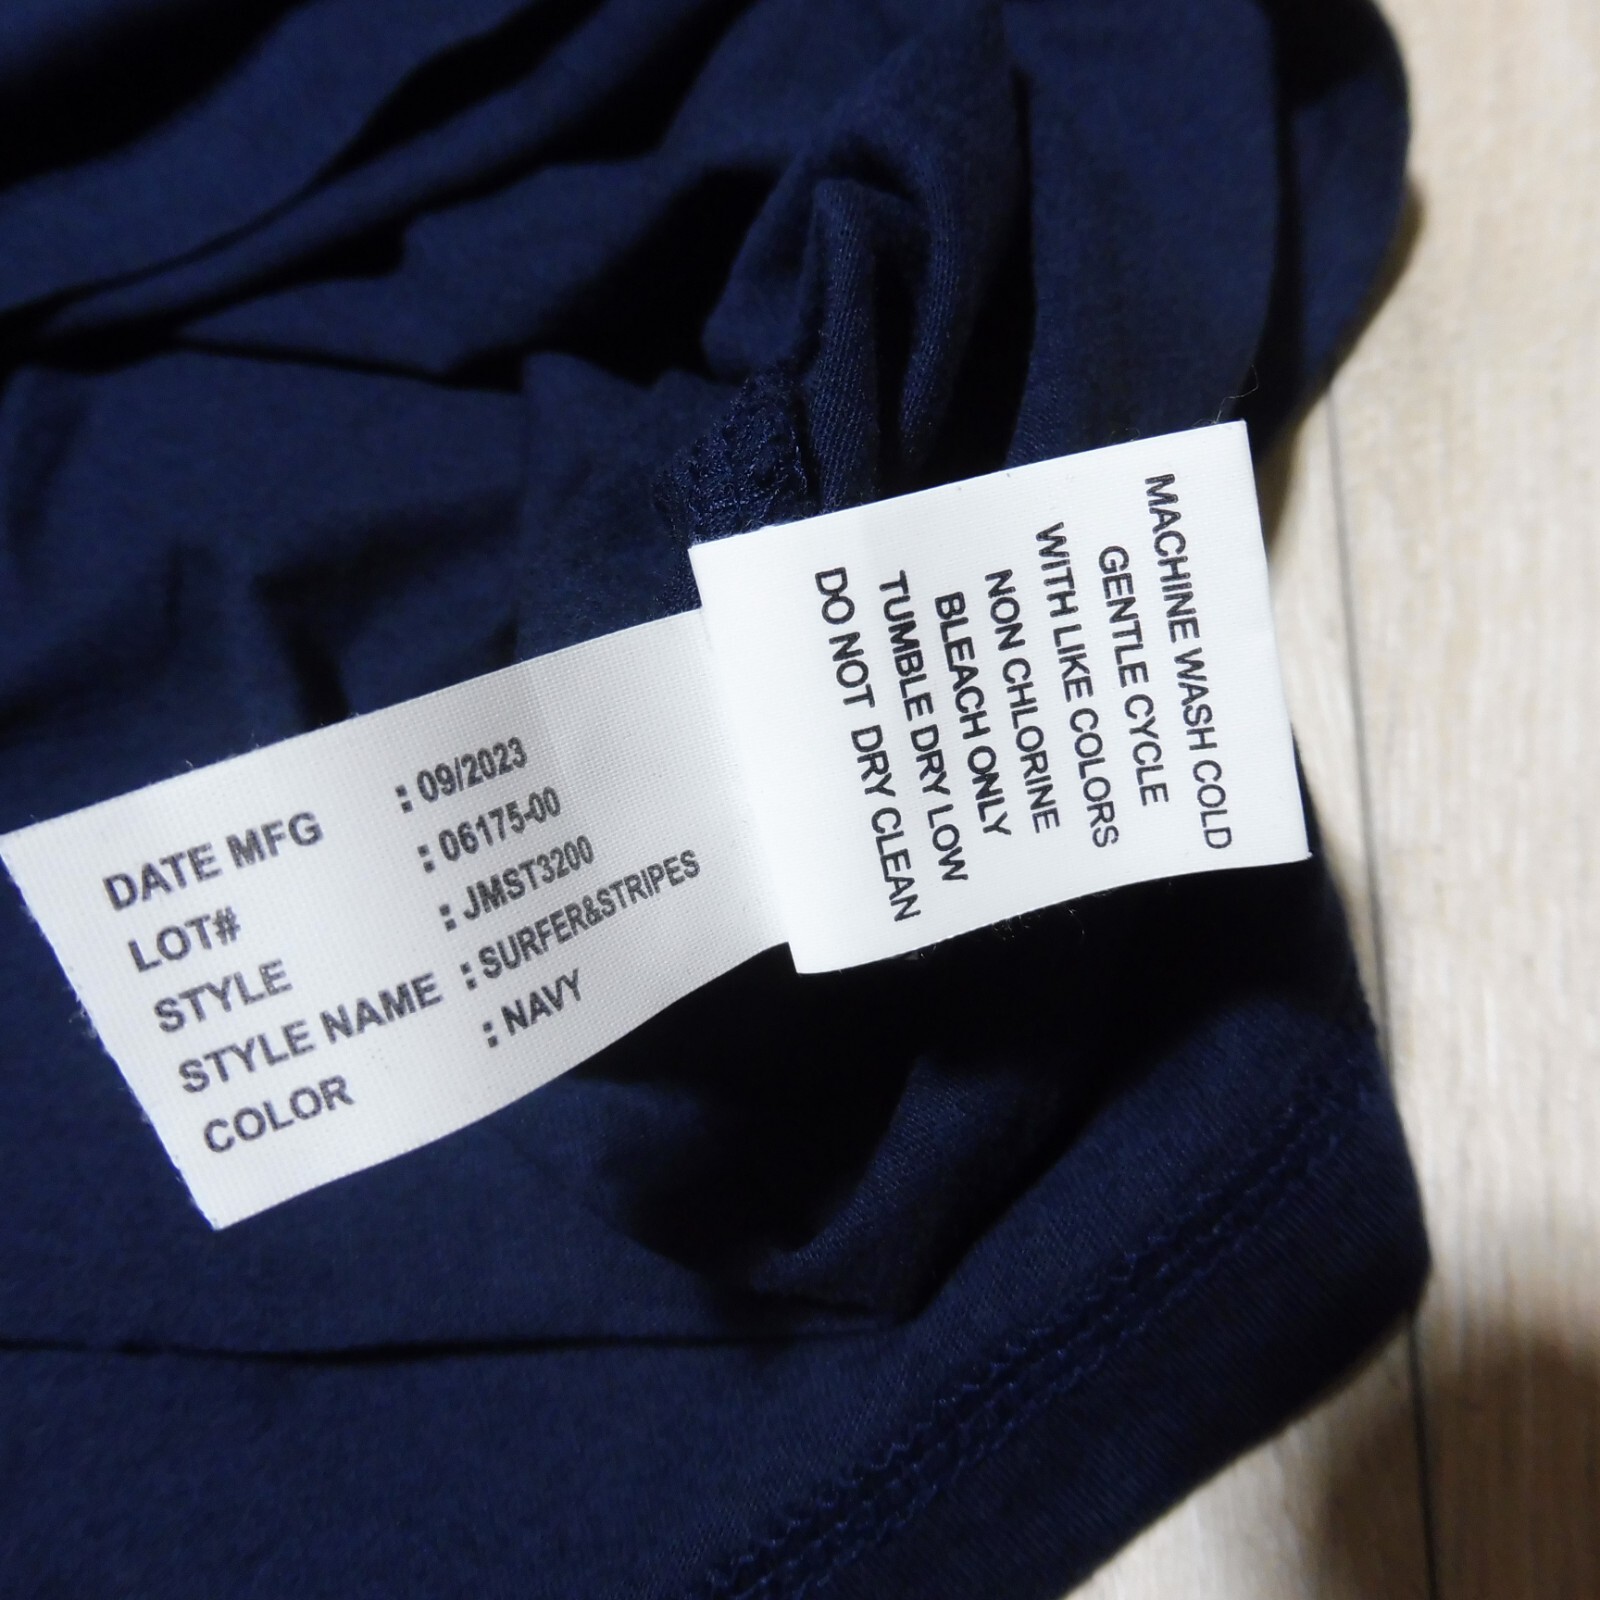 DATE MFG : 09/2023
LOT# : 06175-00
STYLE : JMST3200
STYLE NAME : SURFER&STRIPES
COLOR : NAVY
MACHINE WASH COLD
GENTLE CYCLE
WITH LIKE COLORS
NON CHLORINE
BLEACH ONLY
TUMBLE DRY LOW
DO NOT DRY CLEAN